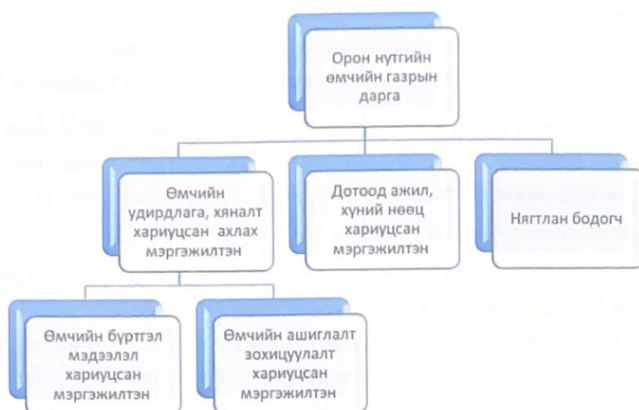 Орон нутгийн
өмчийн газрын
дарга
Өмчийн
удирдлага, хяналт
хариуцсан ахлах
мэргэжилтэн
Дотоод ажил,
хүний нөөц
хариуцсан
мэргэжилтэн
Нягтлан бодогч
Өмчийн бүртгэл
мэдээлэл
хариуцсан
мэргэжилтэн
Өмчийн ашиглалт
зохицуулалт
хариуцсан
мэргэжилтэн